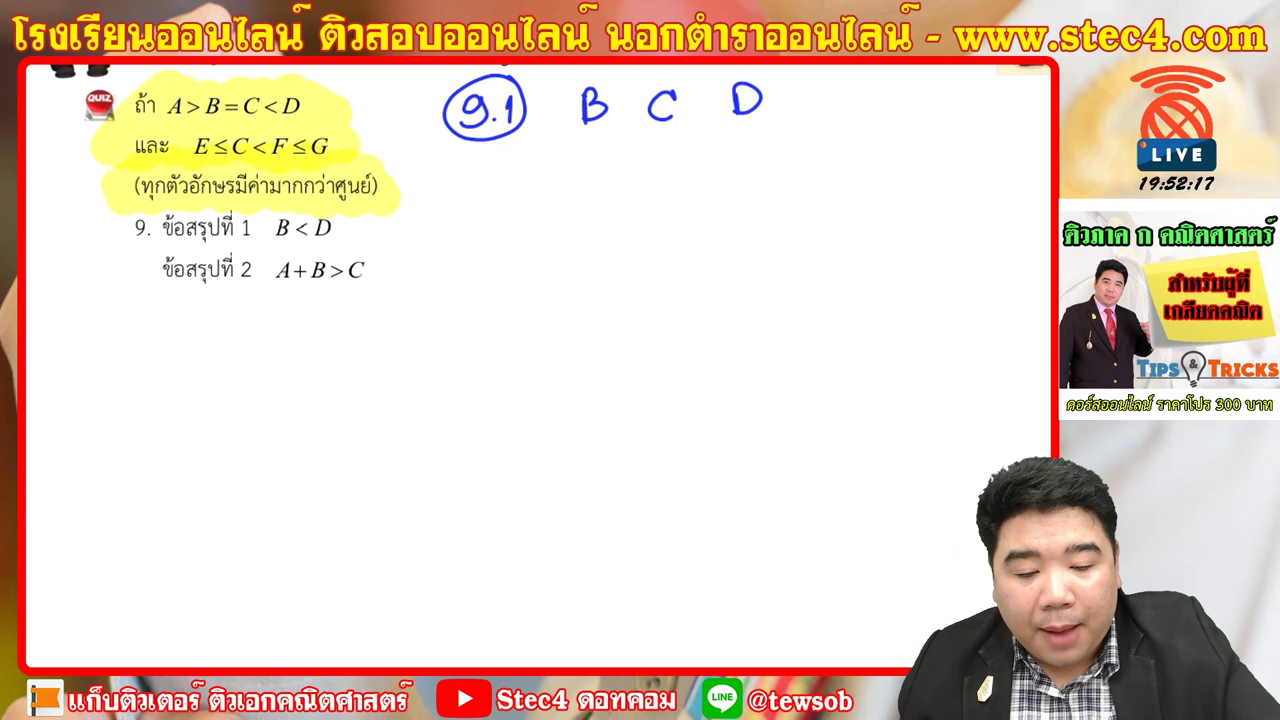 โรงเรียนออนไลน์ ติวสอบออนไลน์ นอกตำราออนไลน์ - www.stec4.com
QUIZ
ถ้า A > B = C < D
และ E ≤ C < F ≤ G
(ทุกตัวอักษรมีค่ามากกว่าศูนย์)
9. ข้อสรุปที่ 1 B < D
ข้อสรุปที่ 2 A + B > C
9.1 B C D
LIVE
19:52:17
ติวภาค ก คณิตศาสตร์
สำหรับผู้ที่
เกลียดคณิต
TIPS & TRICKS
คอร์สออนไลน์ ราคาโปร 300 บาท
แก็บติวเตอร์ ติวเอกคณิตศาสตร์
Stec4 ดอทคอม
LINE
@tewsob